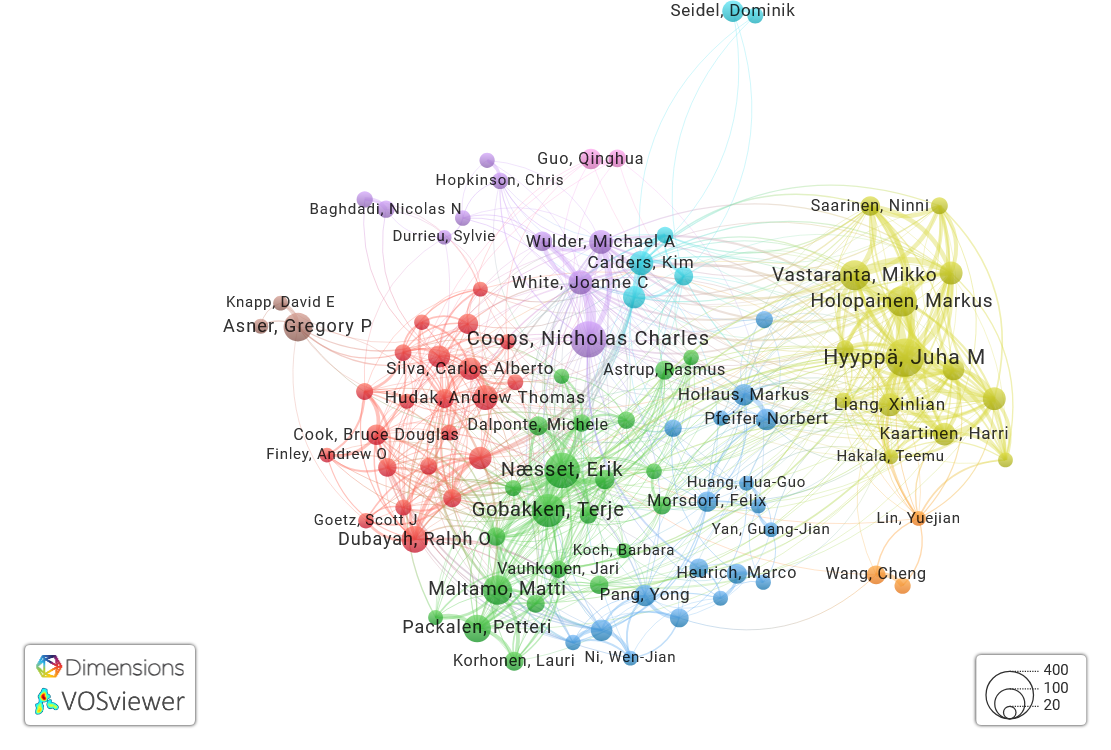 Seidel, Dominik
Guo, Qinghua
Hopkinson, Chris
Saarinen, Ninni
Baghdadi, Nicolas N
Durrieu, Sylvie
Wulder, Michael A
Calders, Kim
Vastaranta, Mikko
White, Joanne C
Knapp, David E
Holopainen, Markus
Asner, Gregory P
Coops, Nicholas Charles
Hyyppä, Juha M
Silva, Carlos Alberto
Astrup, Rasmus
Hudak, Andrew Thomas
Hollaus, Markus
Liang, Xinlian
Pfeifer, Norbert
Dalponte, Michele
Cook, Bruce Douglas
Kaartinen, Harri
Finley, Andrew O
Hakala, Teemu
Næsset, Erik
Huang, Hua-Guo
Morsdorf, Felix
Gobakken, Terje
Goetz, Scott J
Lin, Yuejian
Yan, Guang-Jian
Dubayah, Ralph O
Koch, Barbara
Vauhkonen, Jari
Heurich, Marco
Wang, Cheng
Maltamo, Matti
Pang, Yong
Packalen, Petteri
Korhonen, Lauri
Ni, Wen-Jian
Dimensions
VOSviewer
400
100
20